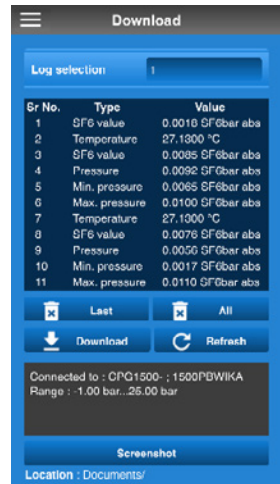 Download
Log selection 1
Sr No. Type Value
1 SF6 value 0.0018 SF6bar abs
2 Temperature 27.1300 °C
3 SF6 value 0.0085 SF6bar abs
4 Pressure 0.0092 SF6bar abs
5 Min. pressure 0.0065 SF6bar abs
6 Max. pressure 0.0100 SF6bar abs
7 Temperature 27.1300 °C
8 SF6 value 0.0076 SF6bar abs
9 Pressure 0.0056 SF6bar abs
10 Min. pressure 0.0017 SF6bar abs
11 Max. pressure 0.0110 SF6bar abs
Last All
Download Refresh
Connected to : CPG1500- ; 1500PBWIKA
Range : -1.00 bar...25.00 bar
Screenshot
Location : Documents/